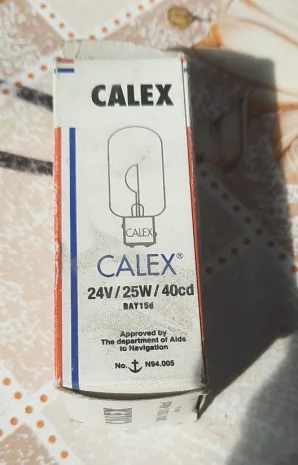 CALEX
CALEX
CALEX®
24V/25W/40cd
BAY15d
Approved by
The department of Aids
to Navigation
No. N94.005